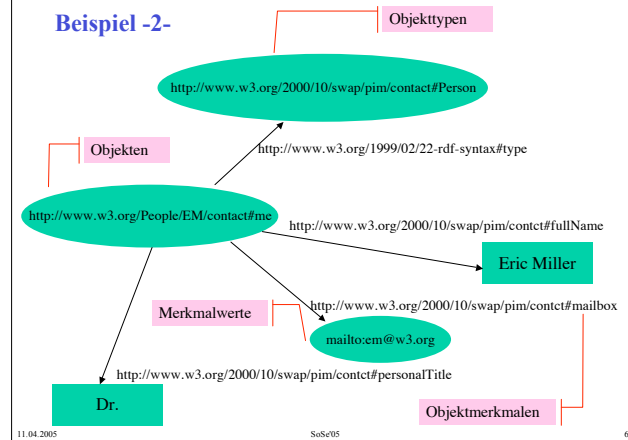 Beispiel -2-
Objekttypen
http://www.w3.org/2000/10/swap/pim/contact#Person
Objekten
http://www.w3.org/1999/02/22-rdf-syntax#type
http://www.w3.org/People/EM/contact#me
http://www.w3.org/2000/10/swap/pim/contct#fullName
Eric Miller
Merkmalwerte
http://www.w3.org/2000/10/swap/pim/contct#mailbox
mailto:em@w3.org
http://www.w3.org/2000/10/swap/pim/contct#personalTitle
Dr.
Objektmerkmalen
11.04.2005
SoSe'05
6